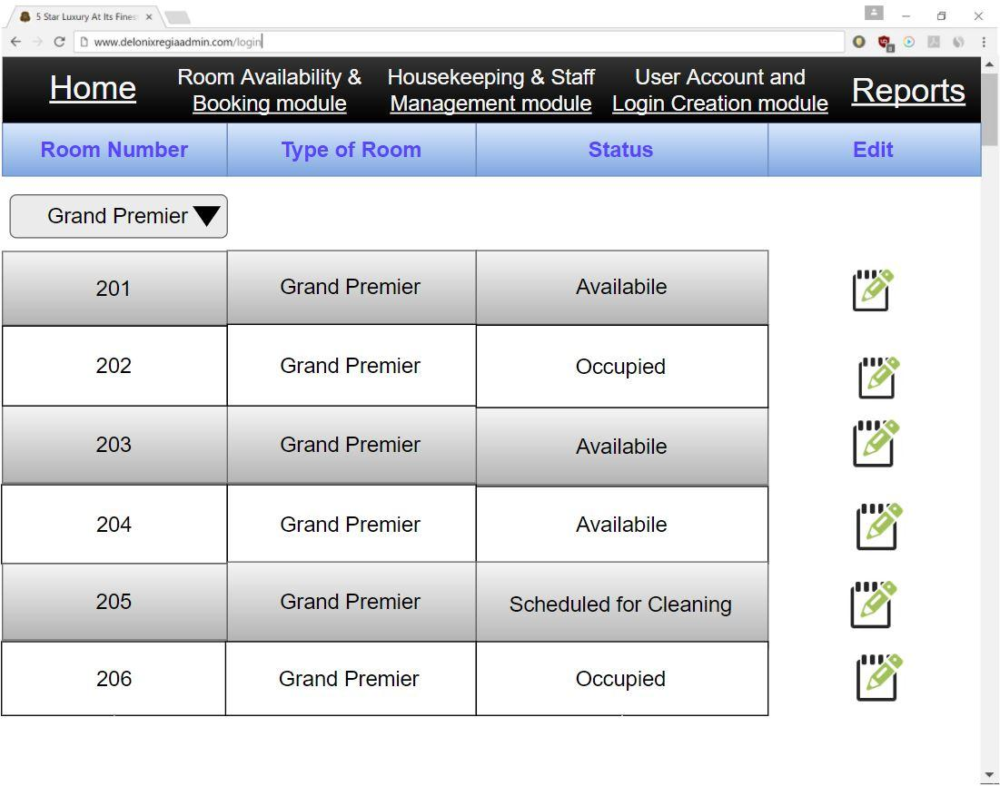 5 Star Luxury At Its Fines
www.delonixregiaadmin.com/login
Home
Room Availability &
Booking module
Housekeeping & Staff
Management module
User Account and
Login Creation module
Reports
Room Number Type of Room Status Edit
Grand Premier
201 Grand Premier Availabile
202 Grand Premier Occupied
203 Grand Premier Availabile
204 Grand Premier Availabile
205 Grand Premier Scheduled for Cleaning
206 Grand Premier Occupied